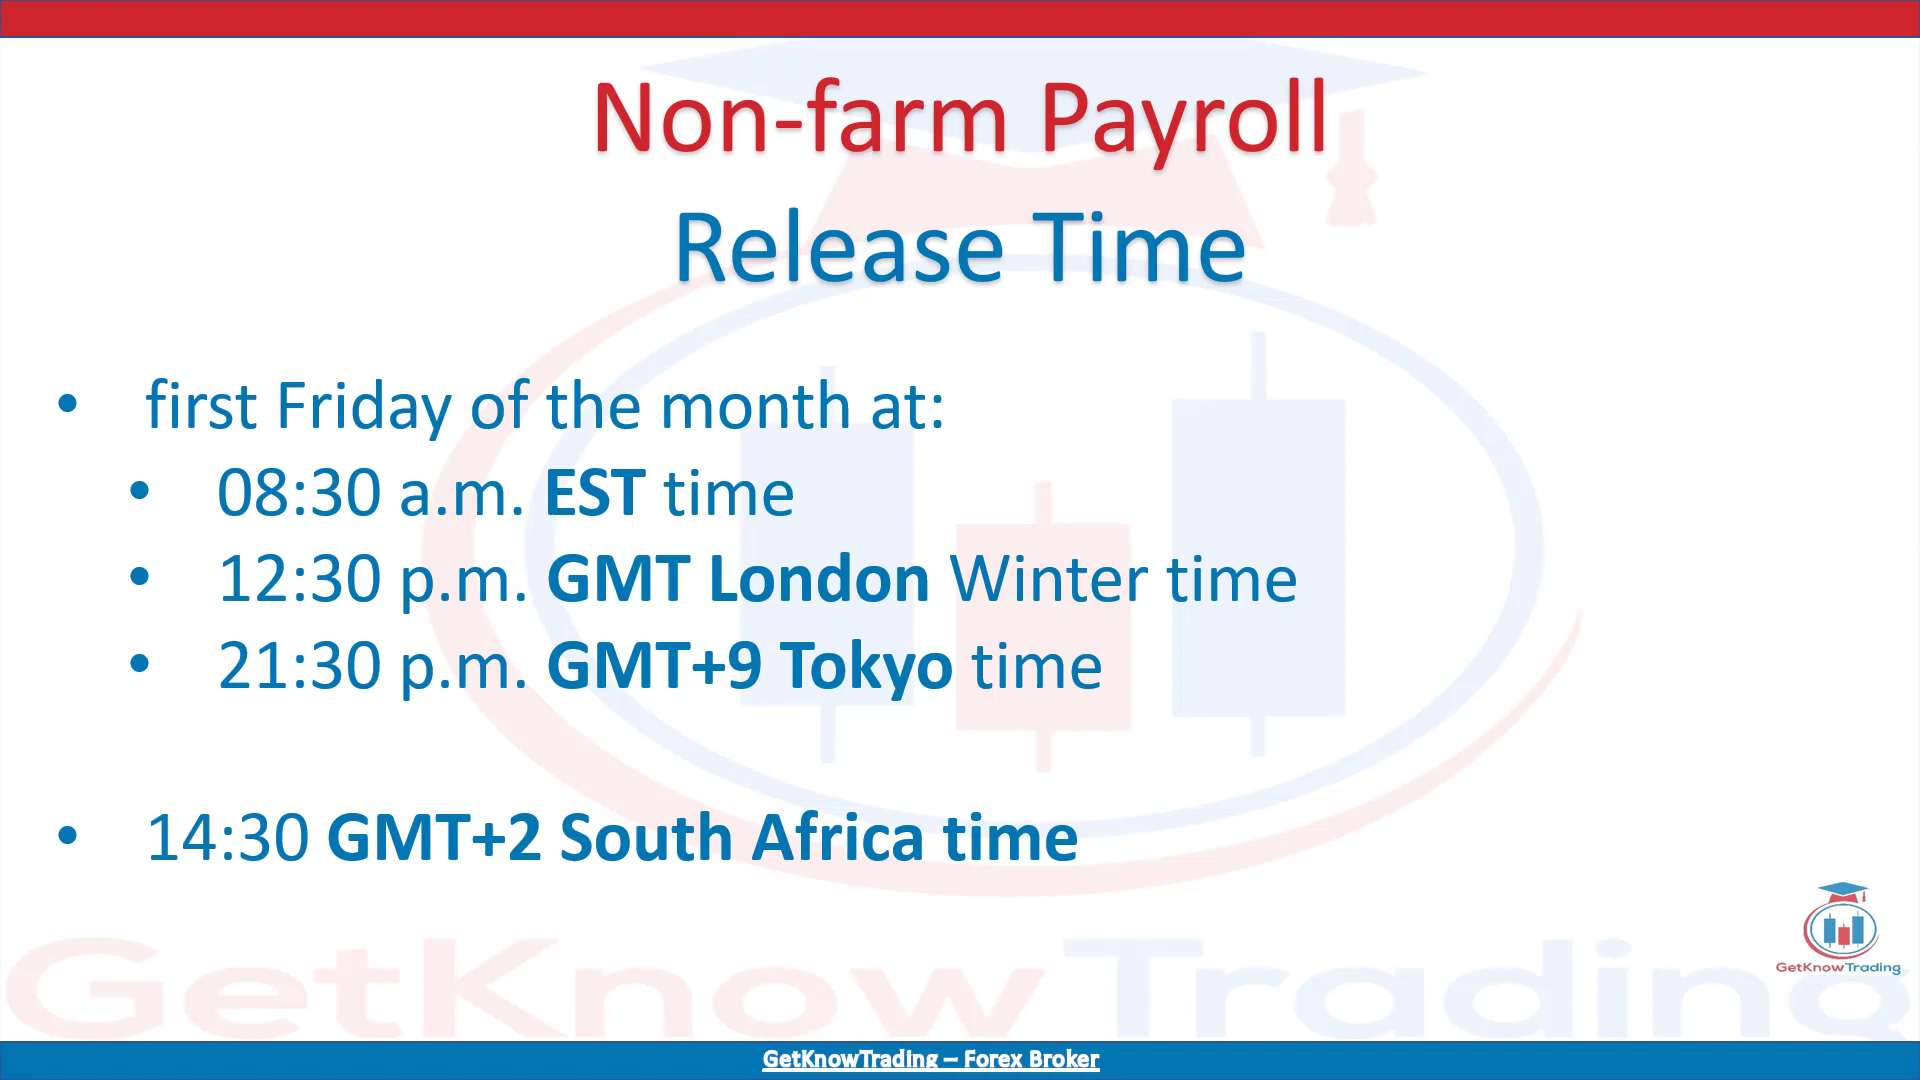 Non-farm Payroll
Release Time
• first Friday of the month at:
• 08:30 a.m. EST time
• 12:30 p.m. GMT London Winter time
• 21:30 p.m. GMT+9 Tokyo time
• 14:30 GMT+2 South Africa time
GetKnowTrading
GetKnow Trading
GetKnowTrading – Forex Broker